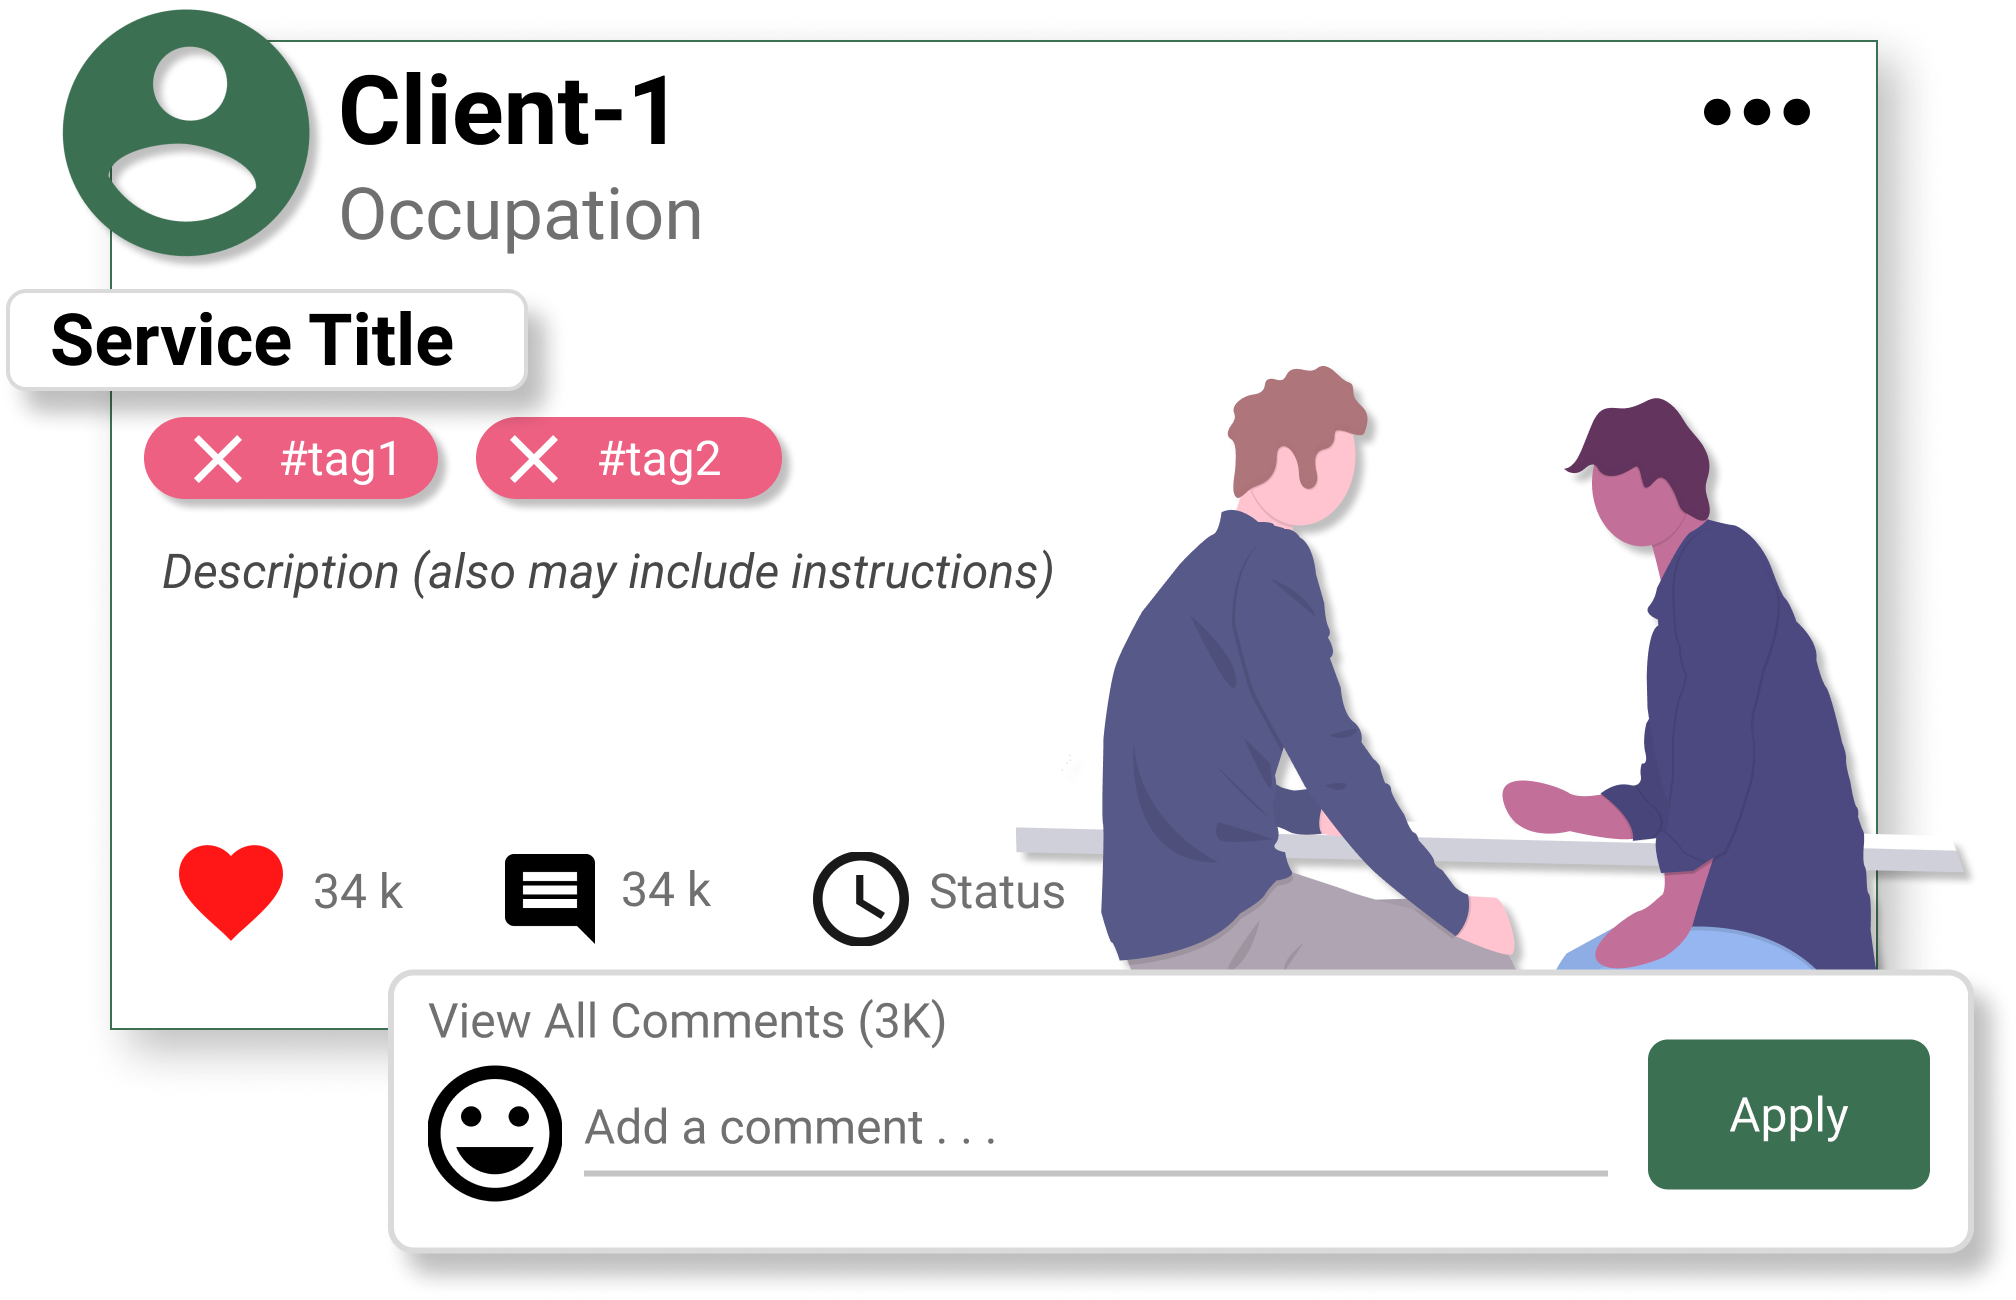 Client-1
Occupation
Service Title
#tag1 #tag2
Description (also may include instructions)
34 k 34 k Status
View All Comments (3K)
Add a comment . . .
Apply